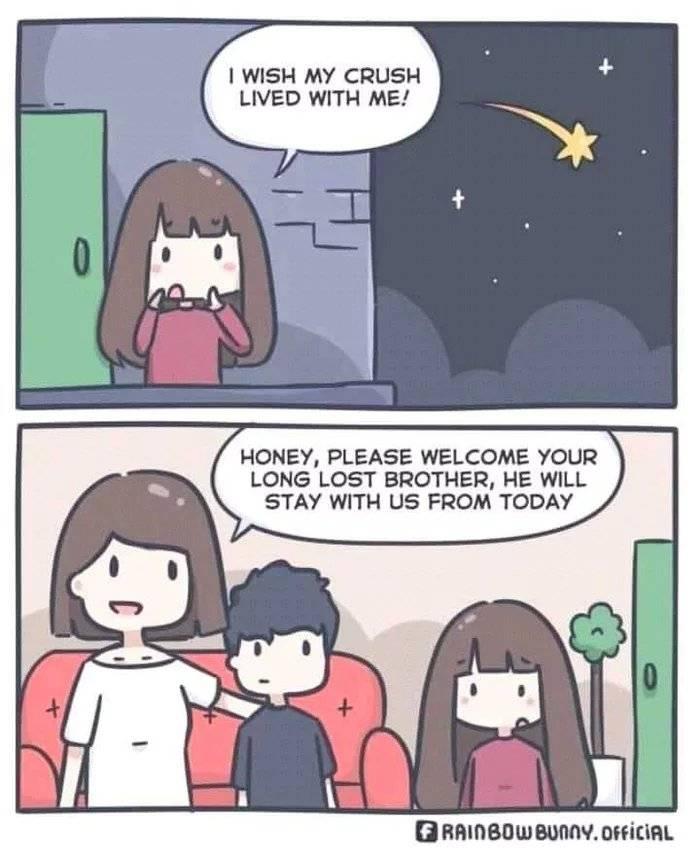 I WISH MY CRUSH
LIVED WITH ME!
HONEY, PLEASE WELCOME YOUR
LONG LOST BROTHER, HE WILL
STAY WITH US FROM TODAY
RAINBOWBUNNY.OFFICIAL